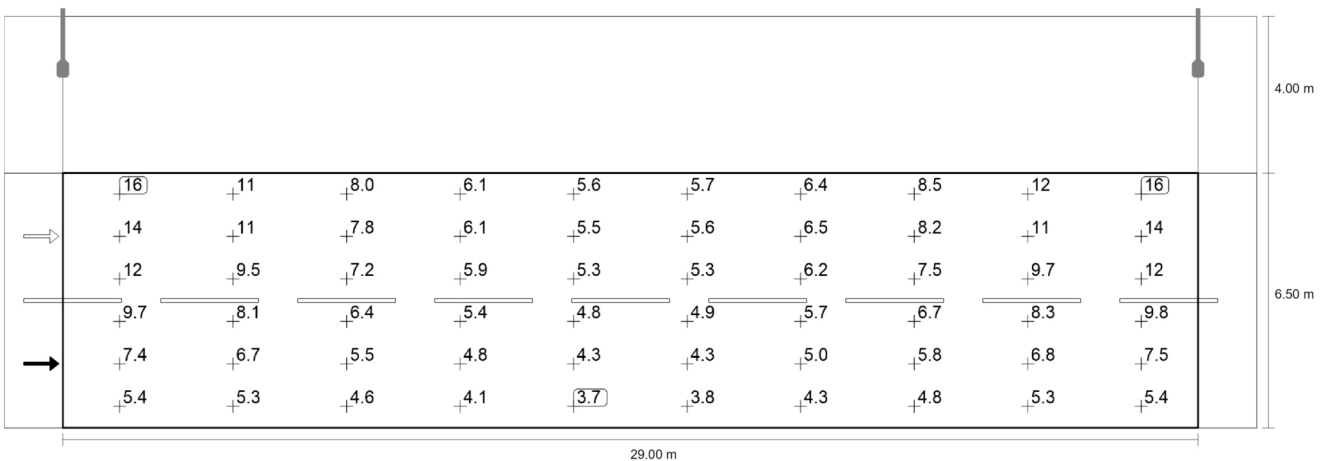 4.00 m
16 11 8.0 6.1 5.6 5.7 6.4 8.5 12 16
14 11 7.8 6.1 5.5 5.6 6.5 8.2 11 14
12 9.5 7.2 5.9 5.3 5.3 6.2 7.5 9.7 12
6.50 m
9.7 8.1 6.4 5.4 4.8 4.9 5.7 6.7 8.3 9.8
7.4 6.7 5.5 4.8 4.3 4.3 5.0 5.8 6.8 7.5
5.4 5.3 4.6 4.1 3.7 3.8 4.3 4.8 5.3 5.4
29.00 m